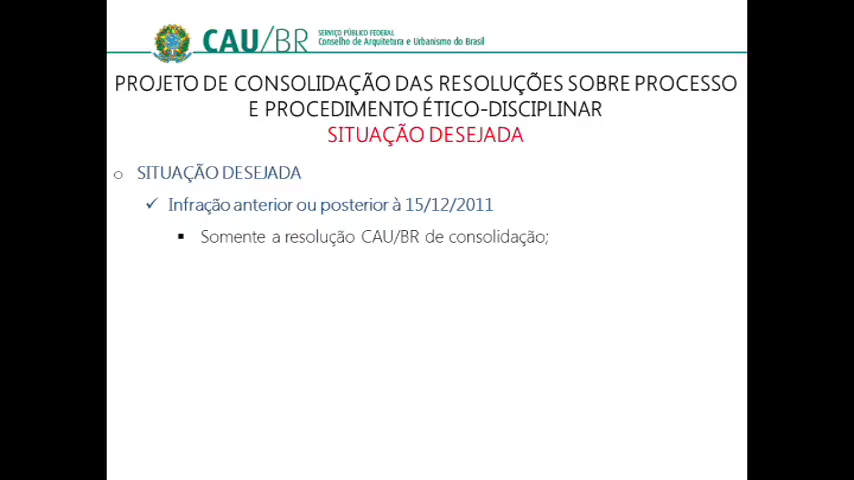 CAU/BR
SERVIÇO PÚBLICO FEDERAL
Conselho de Arquitetura e Urbanismo do Brasil
PROJETO DE CONSOLIDAÇÃO DAS RESOLUÇÕES SOBRE PROCESSO
E PROCEDIMENTO ÉTICO-DISCIPLINAR
SITUAÇÃO DESEJADA
SITUAÇÃO DESEJADA
Infração anterior ou posterior à 15/12/2011
Somente a resolução CAU/BR de consolidação;